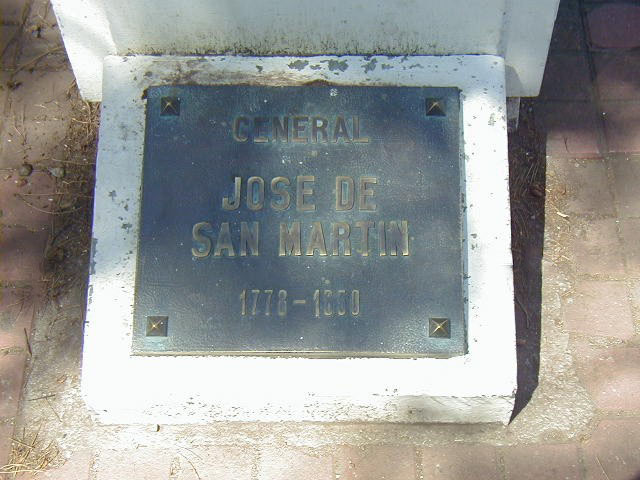 GENERAL
JOSE DE
SAN MARTIN
1778-1850